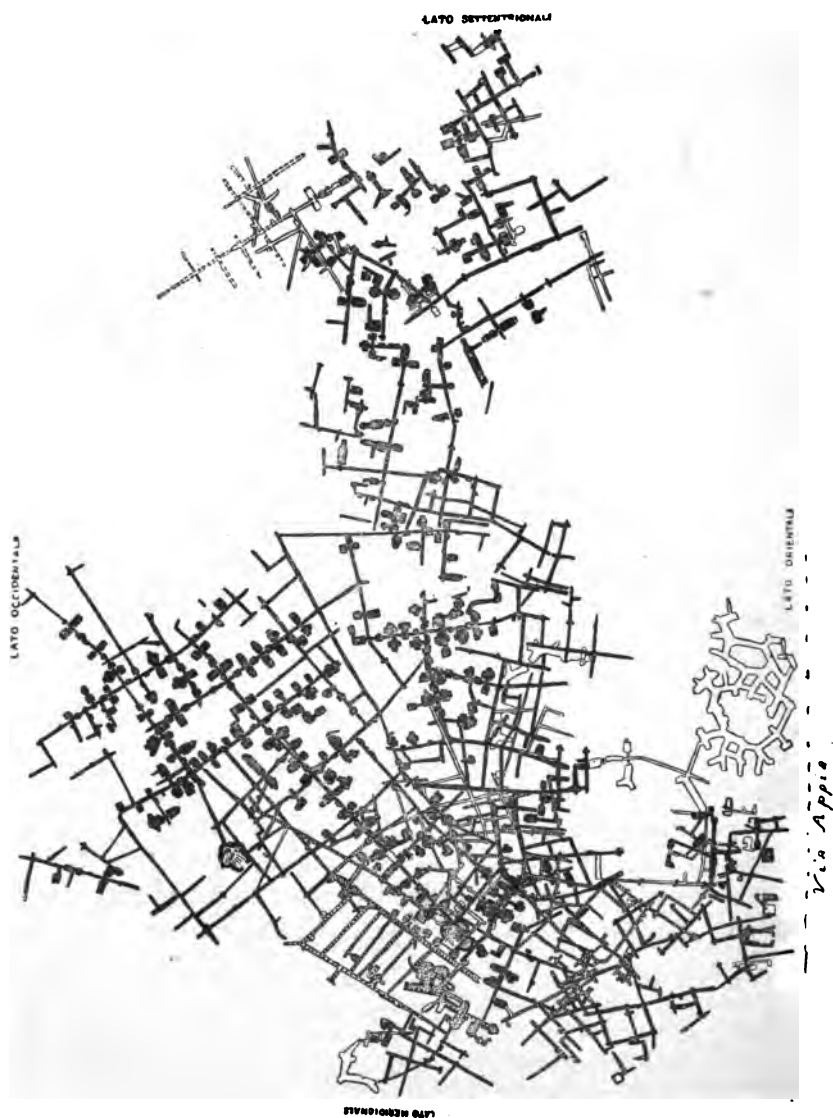 LATO SETTENTRIONALE
LATO OCCIDENTALE
LATO ORIENTALE
Via Appia
LATO MERIDIONALE